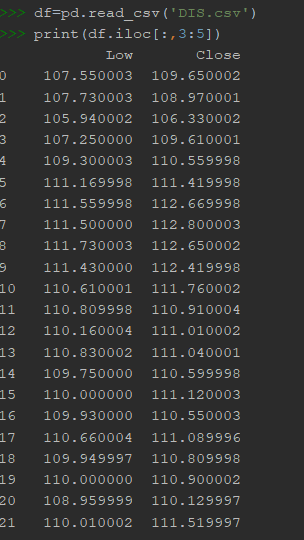 >>> df=pd.read_csv('DIS.csv')
>>> print(df.iloc[:,3:5])
Low Close
0 107.550003 109.650002
1 107.730003 108.970001
2 105.940002 106.330002
3 107.250000 109.610001
4 109.300003 110.559998
5 111.169998 111.419998
6 111.559998 112.669998
7 111.500000 112.800003
8 111.730003 112.650002
9 111.430000 112.419998
10 110.610001 111.760002
11 110.809998 110.910004
12 110.160004 111.010002
13 110.830002 111.040001
14 109.750000 110.599998
15 110.000000 111.120003
16 109.930000 110.550003
17 110.660004 111.089996
18 109.949997 110.809998
19 110.000000 110.900002
20 108.959999 110.129997
21 110.010002 111.519997